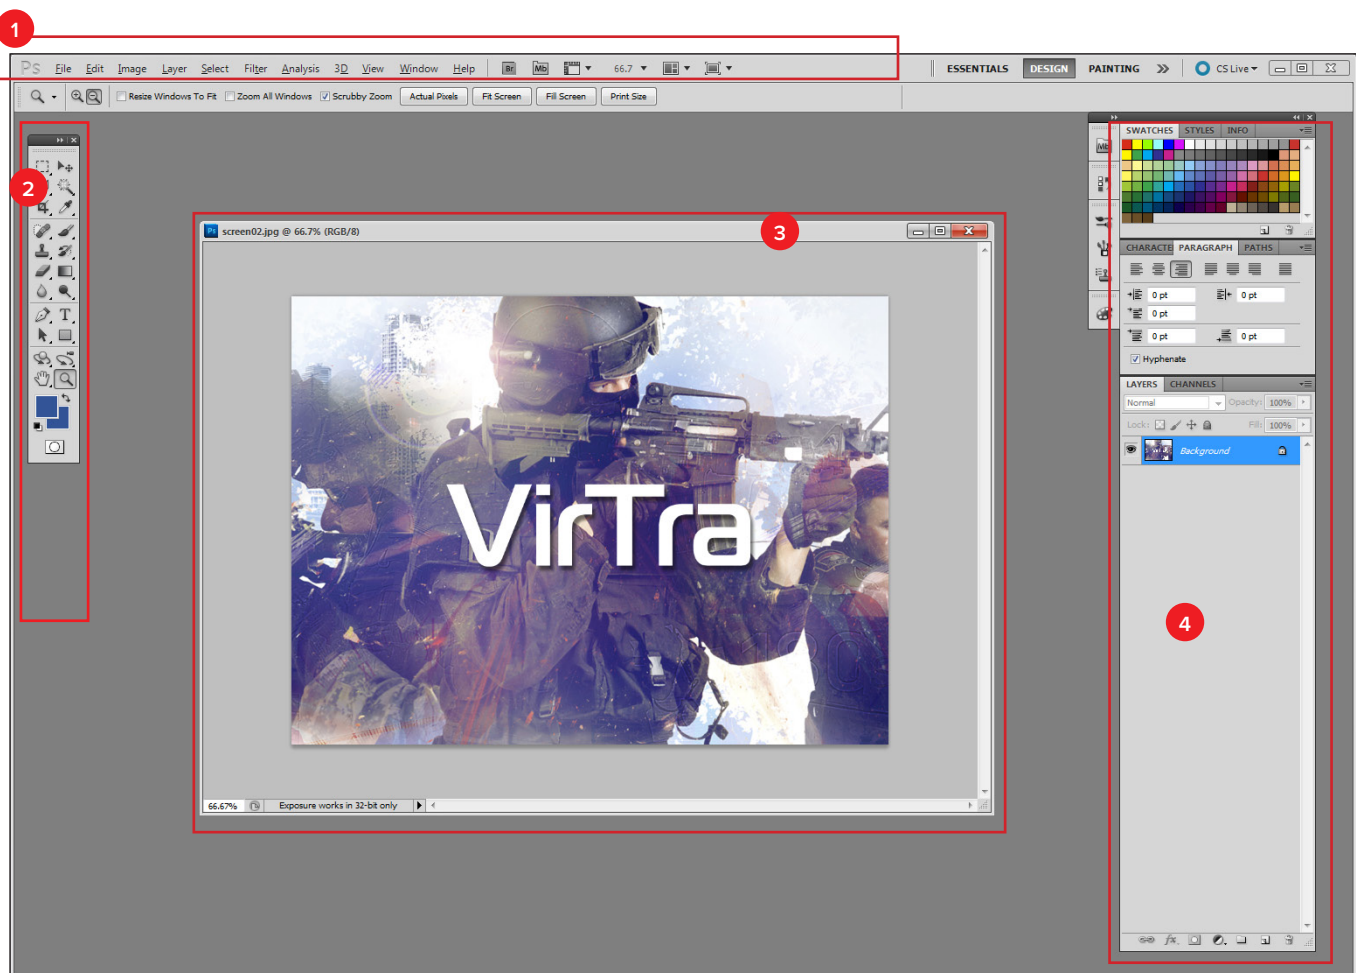 1
Ps File Edit Image Layer Select Filter Analysis 3D View Window Help Br Mb 66.7 ESSENTIALS DESIGN PAINTING CS Live
Resize Windows To Fit Zoom All Windows Scrubby Zoom Actual Pixels Fit Screen Fill Screen Print Size
2
T
3
Ps screen02.jpg @ 66.7% (RGB/8)
VirTra
66.67% Exposure works in 32-bit only
Mb
SWATCHES STYLES INFO
CHARACTE PARAGRAPH PATHS
0 pt 0 pt
0 pt
0 pt 0 pt
Hyphenate
LAYERS CHANNELS
Normal Opacity: 100%
Lock: Fill: 100%
Background
4
fx.